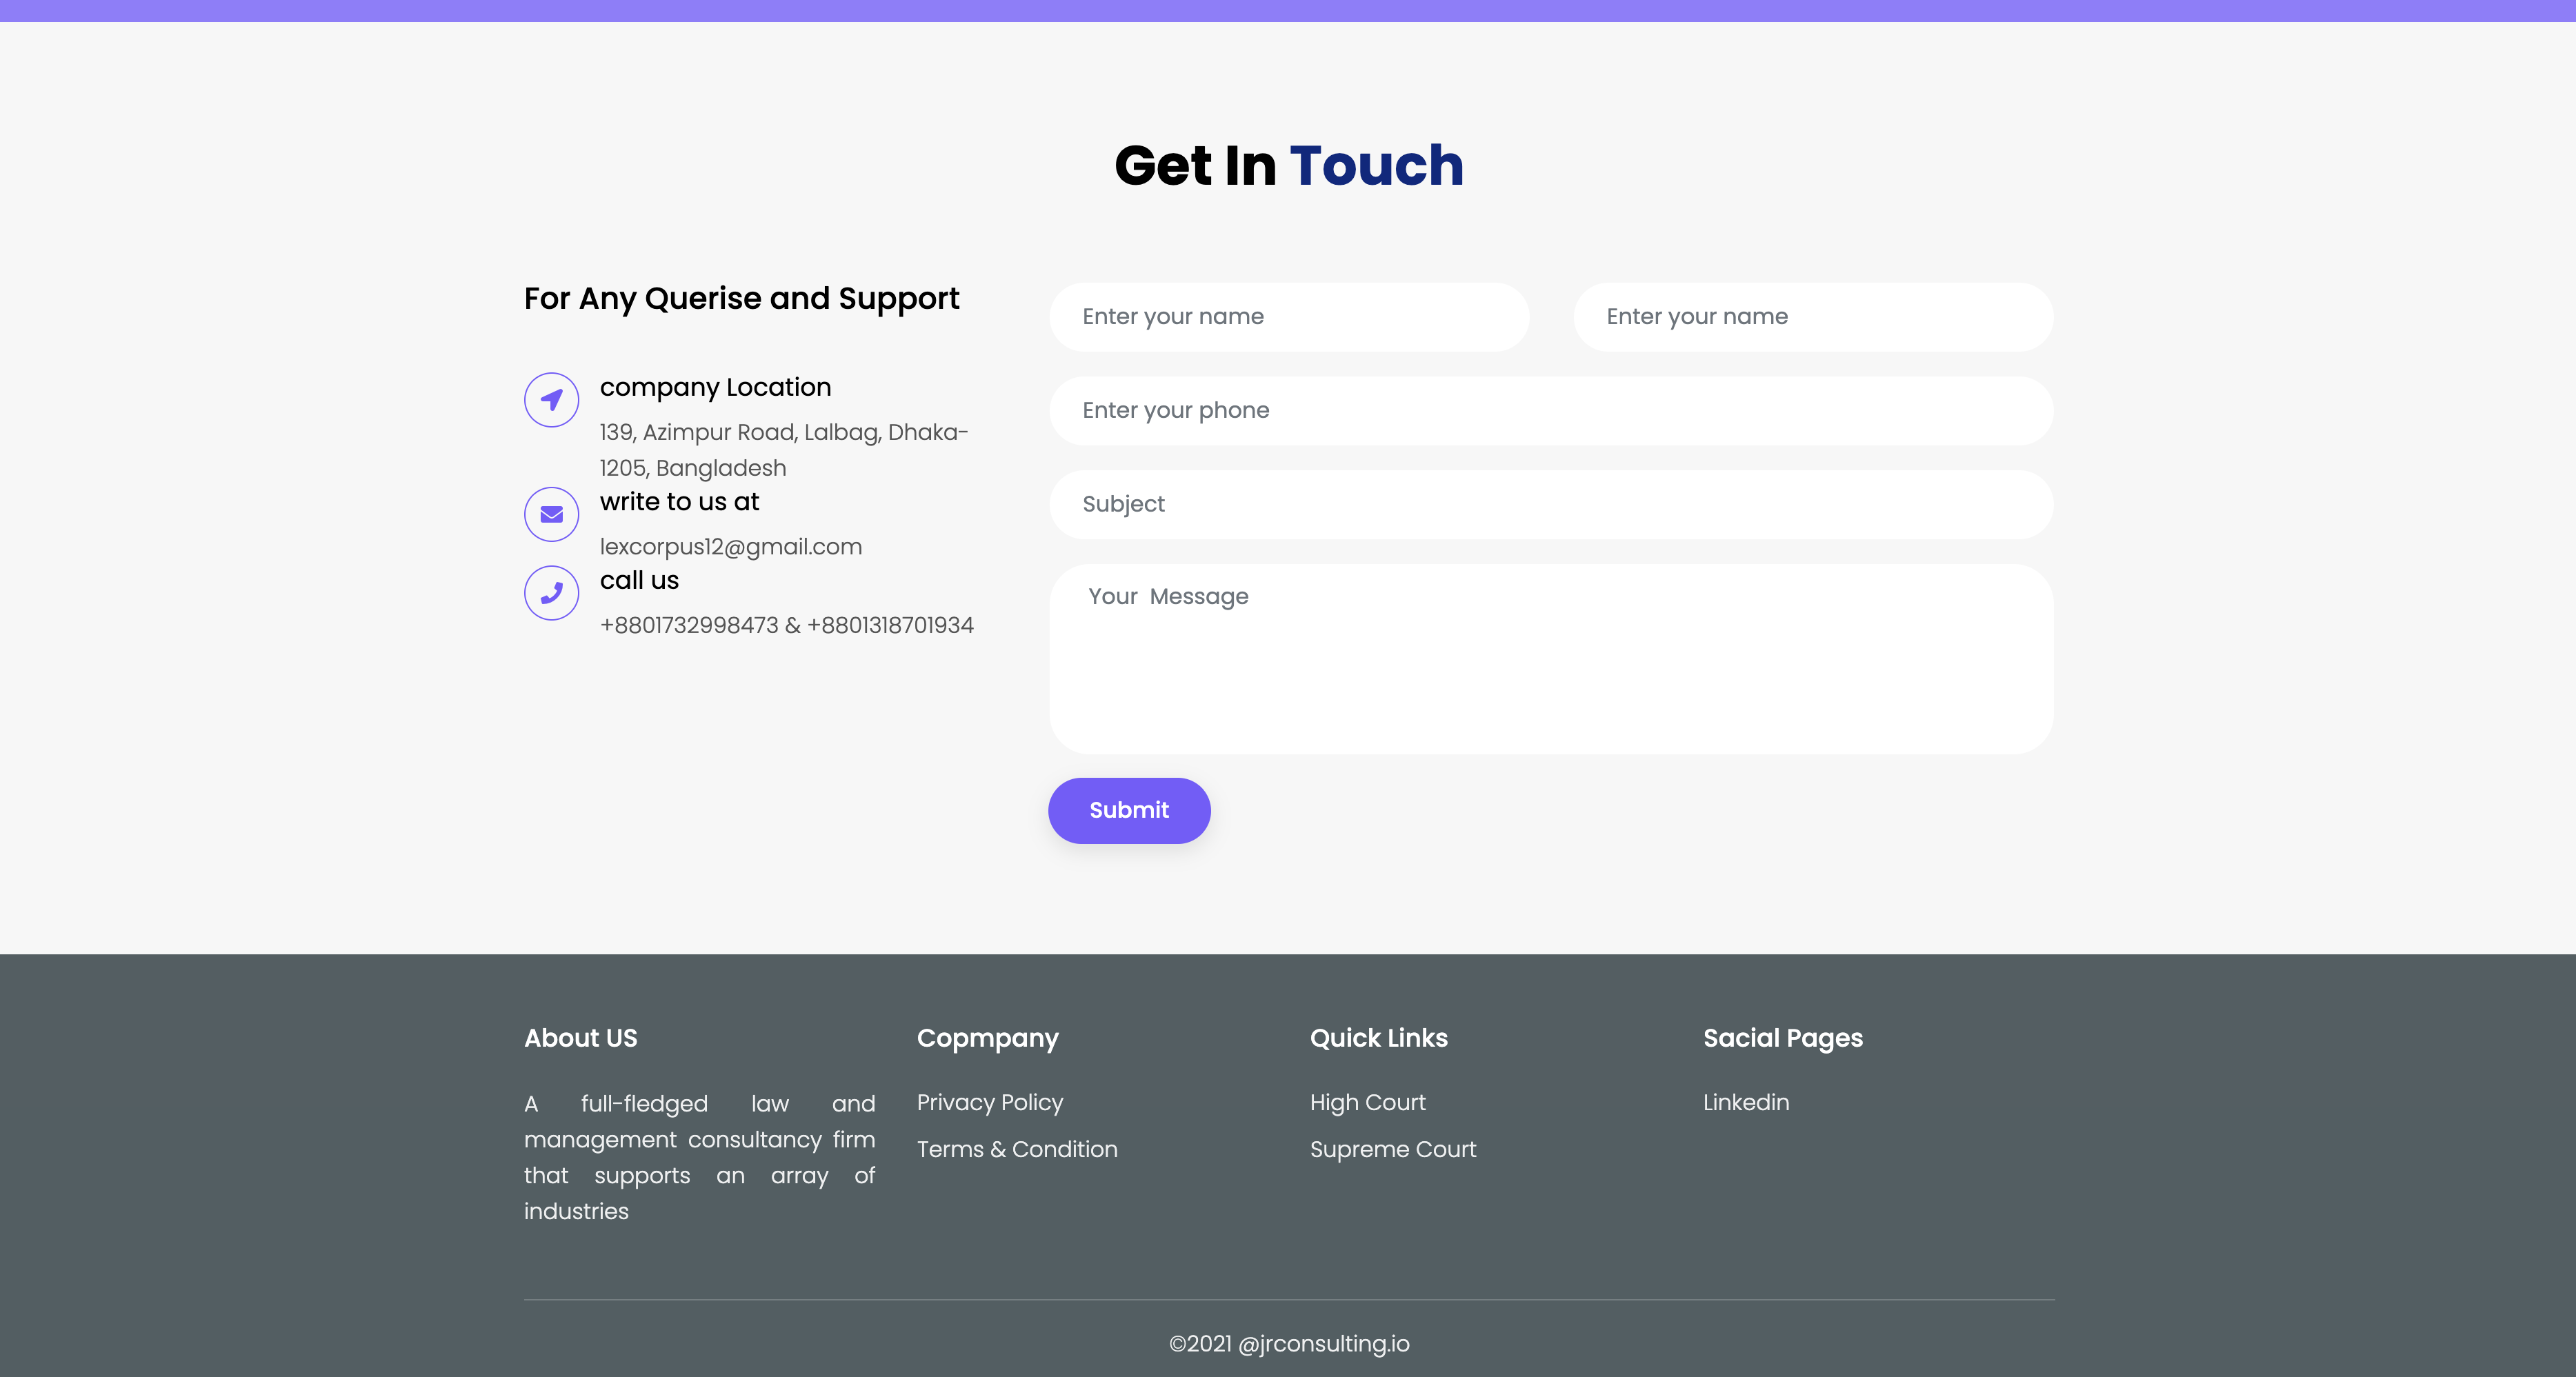 Get In Touch
For Any Querise and Support
company Location
139, Azimpur Road, Lalbag, Dhaka-
1205, Bangladesh
write to us at
lexcorpus12@gmail.com
call us
+8801732998473 & +8801318701934
Enter your name
Enter your name
Enter your phone
Subject
Your  Message
Submit
About US
A full-fledged law and
management consultancy firm
that supports an array of
industries
Copmpany
Privacy Policy
Terms & Condition
Quick Links
High Court
Supreme Court
Sacial Pages
Linkedin
©2021 @jrconsulting.io